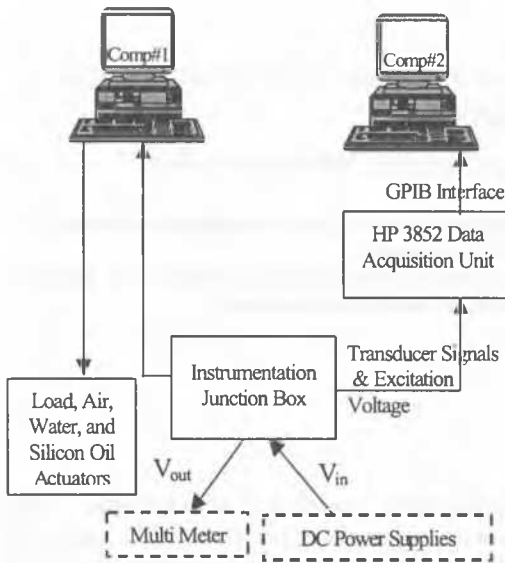 Comp#1
Comp#2
GPIB Interface
HP 3852 Data
Acquisition Unit
Instrumentation
Junction Box
Transducer Signals
& Excitation
Voltage
Load, Air,
Water, and
Silicon Oil
Actuators
Vout
Vin
Multi Meter
DC Power Supplies